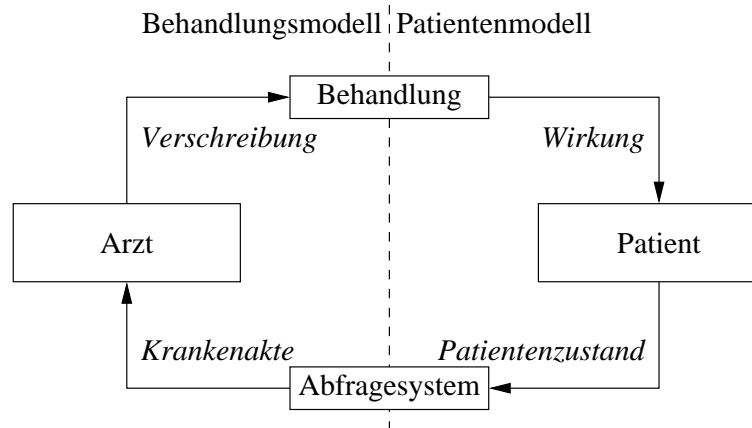 Behandlungsmodell Patientenmodell
Behandlung
Verschreibung Wirkung
Arzt Patient
Krankenakte Patientenzustand
Abfragesystem